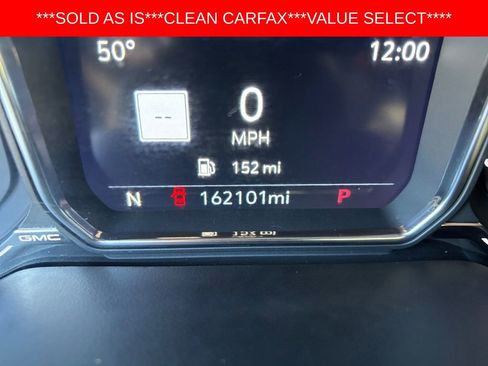 ***SOLD AS IS***CLEAN CARFAX***VALUE SELECT****
50° 12:00
--
0
MPH
152 mi
N 162101mi P
GMC